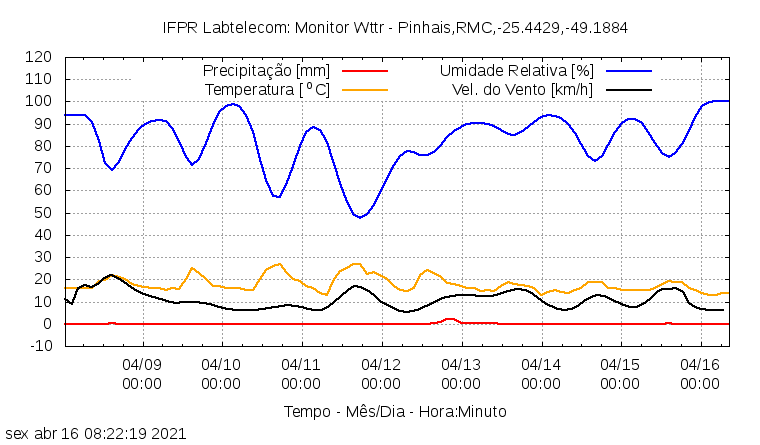 IFPR Labtelecom: Monitor Wttr - Pinhais,RMC,-25.4429,-49.1884
120
110
100
90
80
70
60
50
40
30
20
10
0
-10
Precipitação [mm]
Temperatura [⁰C]
Umidade Relativa [%]
Vel. do Vento [km/h]
04/09 04/10 04/11 04/12 04/13 04/14 04/15 04/16
00:00 00:00 00:00 00:00 00:00 00:00 00:00 00:00
Tempo - Mês/Dia - Hora:Minuto
sex abr 16 08:22:19 2021